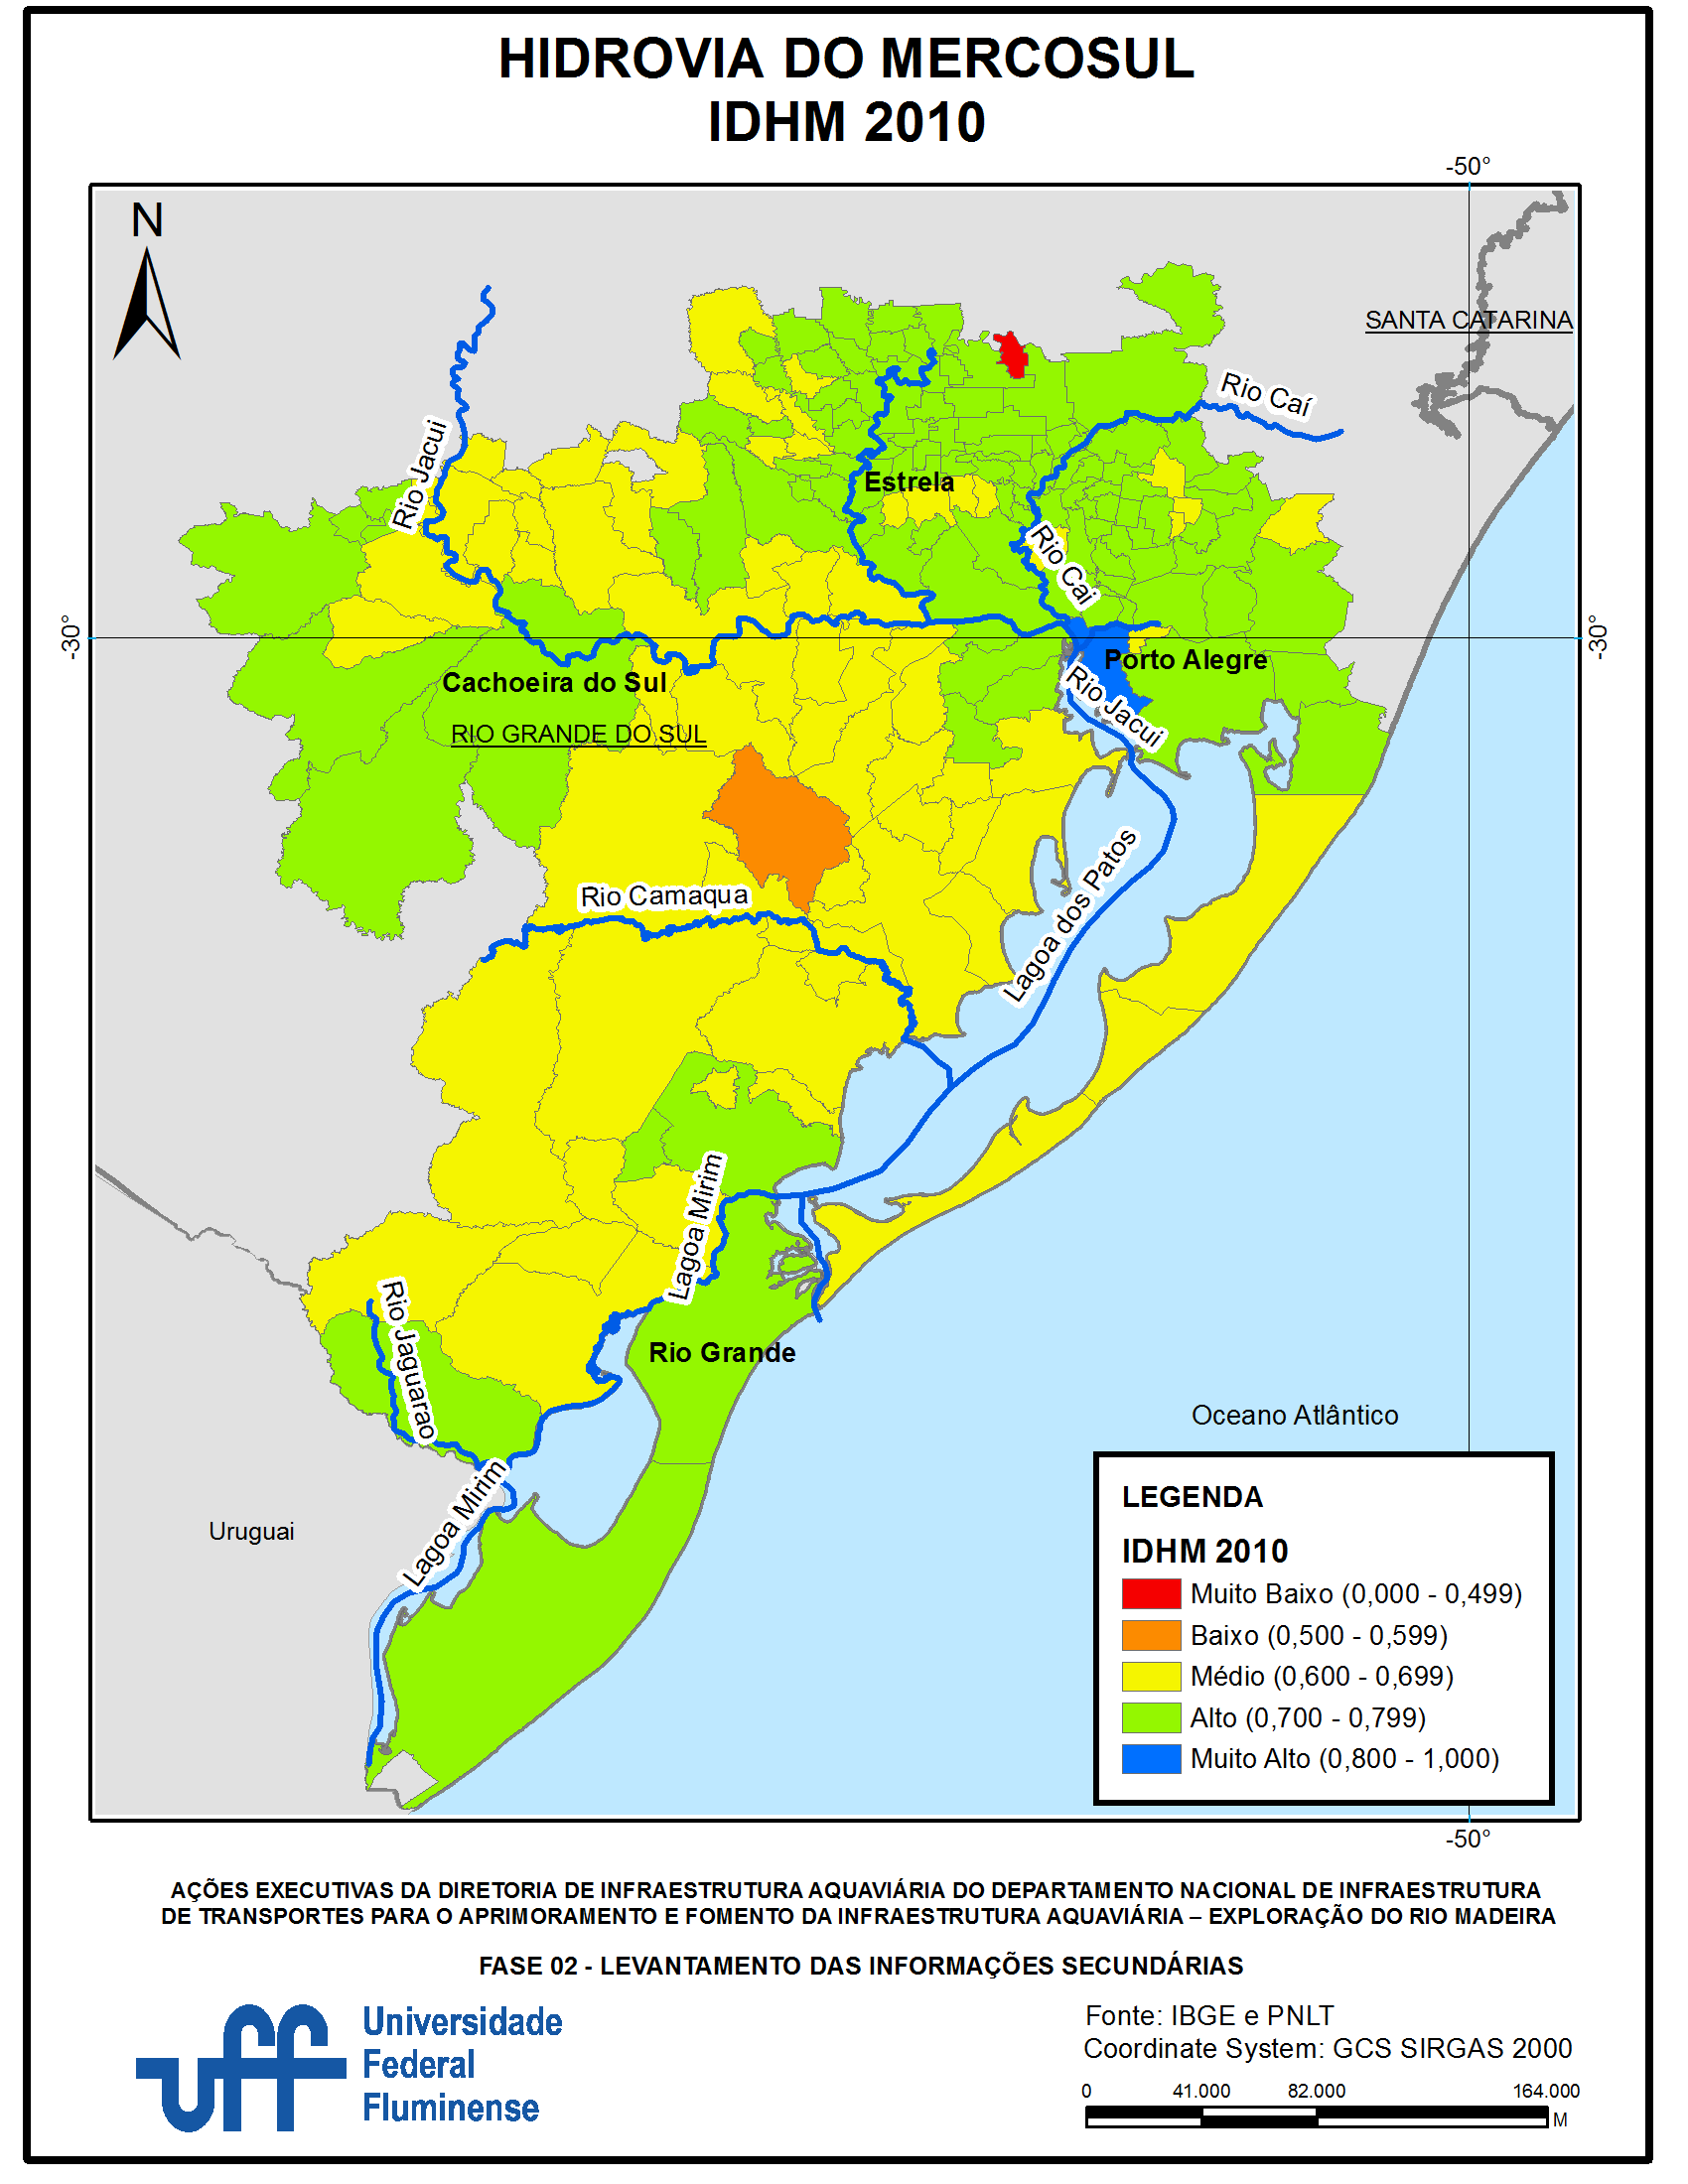 HIDROVIA DO MERCOSUL
IDHM 2010
-50°
N
SANTA CATARINA
Rio Caí
Rio Jacui
Estrela
Rio Cai
-30°
-30°
Porto Alegre
Cachoeira do Sul
Rio Jacui
RIO GRANDE DO SUL
Lagoa dos Patos
Rio Camaqua
Lagoa Mirim
Rio Jaguarao
Rio Grande
Oceano Atlântico
Lagoa Mirim
Uruguai
LEGENDA
IDHM 2010
Muito Baixo (0,000 - 0,499)
Baixo (0,500 - 0,599)
Médio (0,600 - 0,699)
Alto (0,700 - 0,799)
Muito Alto (0,800 - 1,000)
-50°
AÇÕES EXECUTIVAS DA DIRETORIA DE INFRAESTRUTURA AQUAVIÁRIA DO DEPARTAMENTO NACIONAL DE INFRAESTRUTURA
DE TRANSPORTES PARA O APRIMORAMENTO E FOMENTO DA INFRAESTRUTURA AQUAVIÁRIA – EXPLORAÇÃO DO RIO MADEIRA
FASE 02 - LEVANTAMENTO DAS INFORMAÇÕES SECUNDÁRIAS
uff
Universidade
Federal
Fluminense
Fonte: IBGE e PNLT
Coordinate System: GCS SIRGAS 2000
0 41.000 82.000 164.000
M